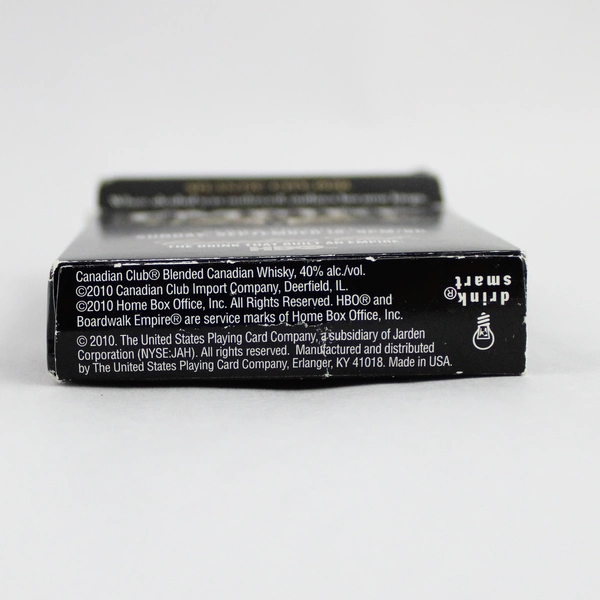 THE DRINK THAT BUILT AN EMPIRE.
Canadian Club® Blended Canadian Whisky, 40% alc./vol.
©2010 Canadian Club Import Company, Deerfield, IL.
©2010 Home Box Office, Inc. All Rights Reserved. HBO® and
Boardwalk Empire® are service marks of Home Box Office, Inc.
© 2010. The United States Playing Card Company, a subsidiary of Jarden
Corporation (NYSE:JAH). All rights reserved. Manufactured and distributed
by The United States Playing Card Company, Erlanger, KY 41018. Made in USA.
drink
smart®